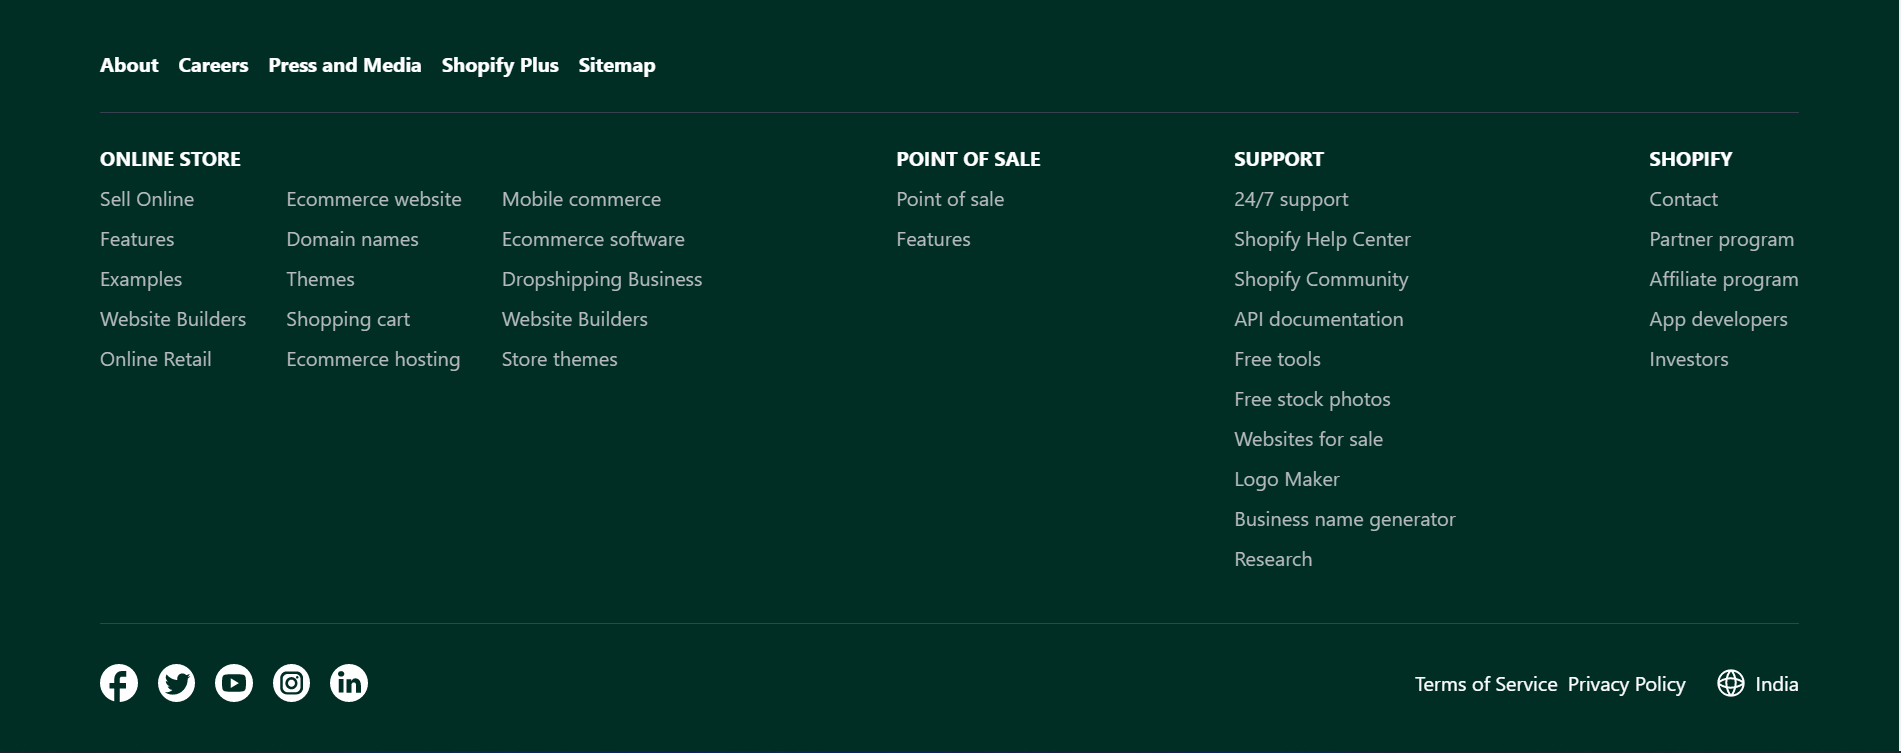 About Careers Press and Media Shopify Plus Sitemap
ONLINE STORE
Sell Online
Features
Examples
Website Builders
Online Retail
Ecommerce website
Domain names
Themes
Shopping cart
Ecommerce hosting
Mobile commerce
Ecommerce software
Dropshipping Business
Website Builders
Store themes
POINT OF SALE
Point of sale
Features
SUPPORT
24/7 support
Shopify Help Center
Shopify Community
API documentation
Free tools
Free stock photos
Websites for sale
Logo Maker
Business name generator
Research
SHOPIFY
Contact
Partner program
Affiliate program
App developers
Investors
Terms of Service Privacy Policy India